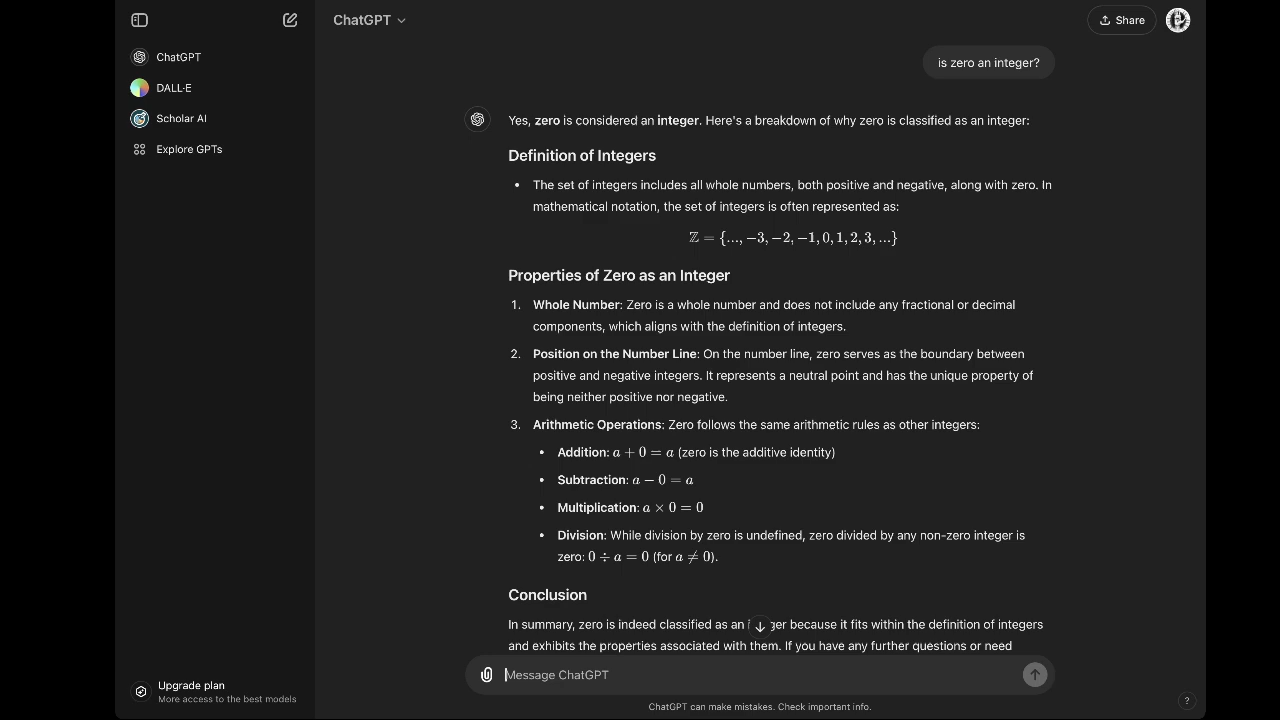 ChatGPT
Share
ChatGPT
DALL·E
Scholar AI
Explore GPTs
is zero an integer?
Yes, zero is considered an integer. Here's a breakdown of why zero is classified as an integer:
Definition of Integers
• The set of integers includes all whole numbers, both positive and negative, along with zero. In
mathematical notation, the set of integers is often represented as:
ℤ = {..., −3, −2, −1, 0, 1, 2, 3, ...}
Properties of Zero as an Integer
1. Whole Number: Zero is a whole number and does not include any fractional or decimal
components, which aligns with the definition of integers.
2. Position on the Number Line: On the number line, zero serves as the boundary between
positive and negative integers. It represents a neutral point and has the unique property of
being neither positive nor negative.
3. Arithmetic Operations: Zero follows the same arithmetic rules as other integers:
• Addition: a + 0 = a (zero is the additive identity)
• Subtraction: a − 0 = a
• Multiplication: a × 0 = 0
• Division: While division by zero is undefined, zero divided by any non-zero integer is
zero: 0 ÷ a = 0 (for a ≠ 0).
Conclusion
In summary, zero is indeed classified as an because it fits within the definition of integers
and exhibits the properties associated with them. If you have any further questions or need
Message ChatGPT
Upgrade plan
More access to the best models
ChatGPT can make mistakes. Check important info.
?